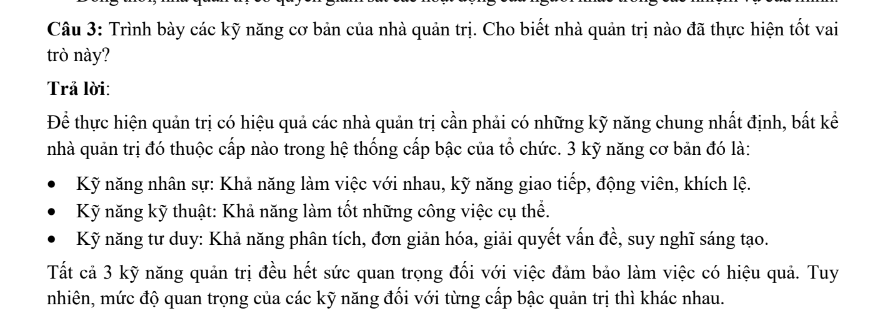 Câu 3: Trình bày các kỹ năng cơ bản của nhà quản trị. Cho biết nhà quản trị nào đã thực hiện tốt vai
trò này?
Trả lời:
Để thực hiện quản trị có hiệu quả các nhà quản trị cần phải có những kỹ năng chung nhất định, bất kể
nhà quản trị đó thuộc cấp nào trong hệ thống cấp bậc của tổ chức. 3 kỹ năng cơ bản đó là:
• Kỹ năng nhân sự: Khả năng làm việc với nhau, kỹ năng giao tiếp, động viên, khích lệ.
• Kỹ năng kỹ thuật: Khả năng làm tốt những công việc cụ thể.
• Kỹ năng tư duy: Khả năng phân tích, đơn giản hóa, giải quyết vấn đề, suy nghĩ sáng tạo.
Tất cả 3 kỹ năng quản trị đều hết sức quan trọng đối với việc đảm bảo làm việc có hiệu quả. Tuy
nhiên, mức độ quan trọng của các kỹ năng đối với từng cấp bậc quản trị thì khác nhau.